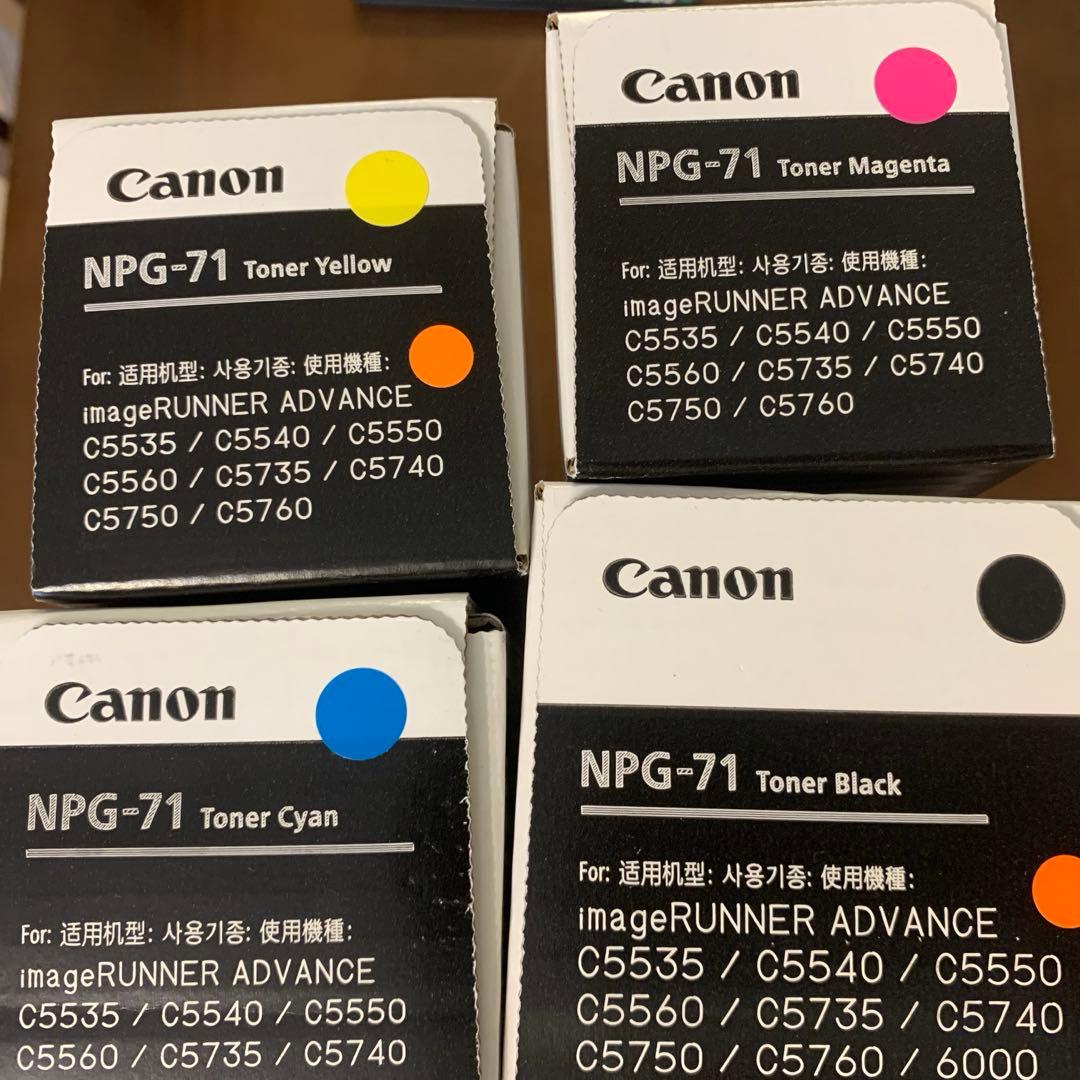 Canon
NPG-71 Toner Yellow
For: 适用机型: 사용기종: 使用機種:
imageRUNNER ADVANCE
C5535 / C5540 / C5550
C5560 / C5735 / C5740
C5750 / C5760
Canon
NPG-71 Toner Magenta
For: 适用机型: 사용기종: 使用機種:
imageRUNNER ADVANCE
C5535 / C5540 / C5550
C5560 / C5735 / C5740
C5750 / C5760
Canon
NPG-71 Toner Cyan
For: 适用机型: 사용기종: 使用機種:
imageRUNNER ADVANCE
C5535 / C5540 / C5550
C5560 / C5735 / C5740
Canon
NPG-71 Toner Black
For: 适用机型: 사용기종: 使用機種:
imageRUNNER ADVANCE
C5535 / C5540 / C5550
C5560 / C5735 / C5740
C5750 / C5760 / 6000